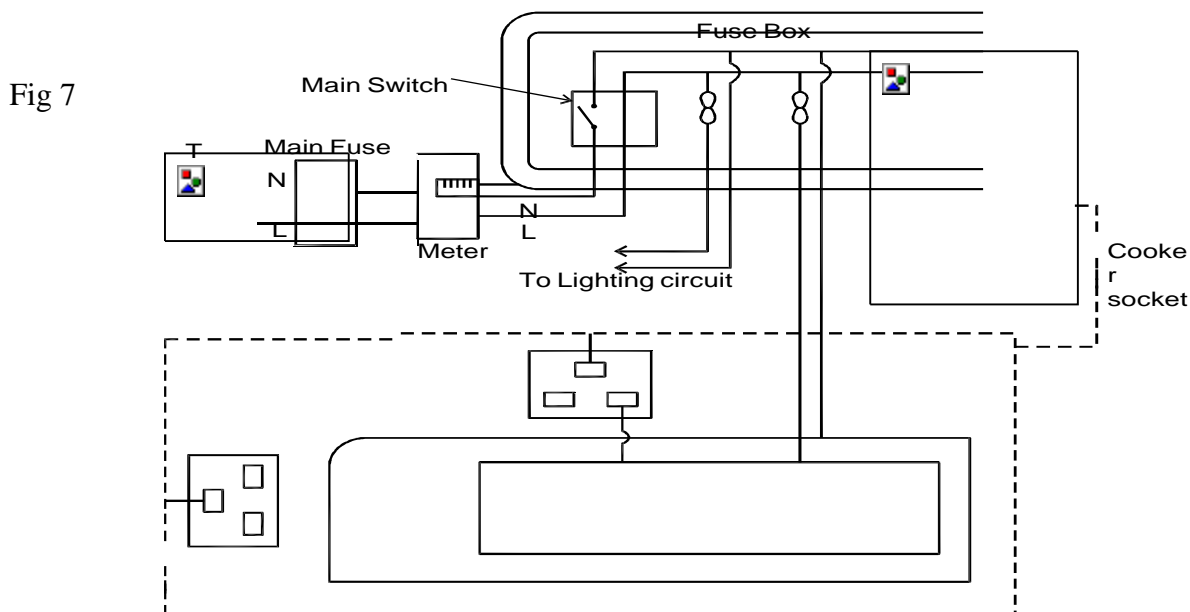 Fuse Box
Main Switch
Fig 7
T
Main Fuse
N
N
L
L
Meter
To Lighting circuit
Cooke
r
socket